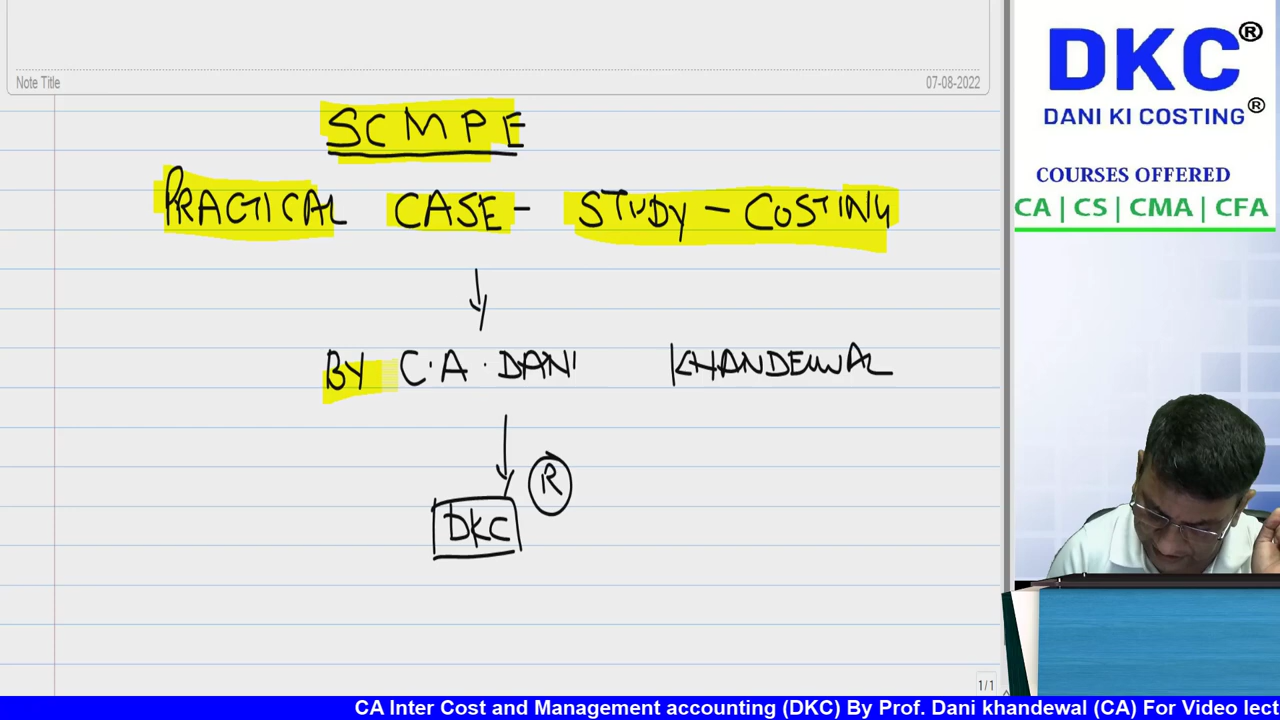 Note Title
07-08-2022
SCMPE
PRACTICAL CASE- STUDY - COSTING
BY C.A. DANI KHANDEWAL
DKC ®
1/1
DKC®
DANI KI COSTING®
COURSES OFFERED
CA | CS | CMA | CFA
CA Inter Cost and Management accounting (DKC) By Prof. Dani khandewal (CA) For Video lect